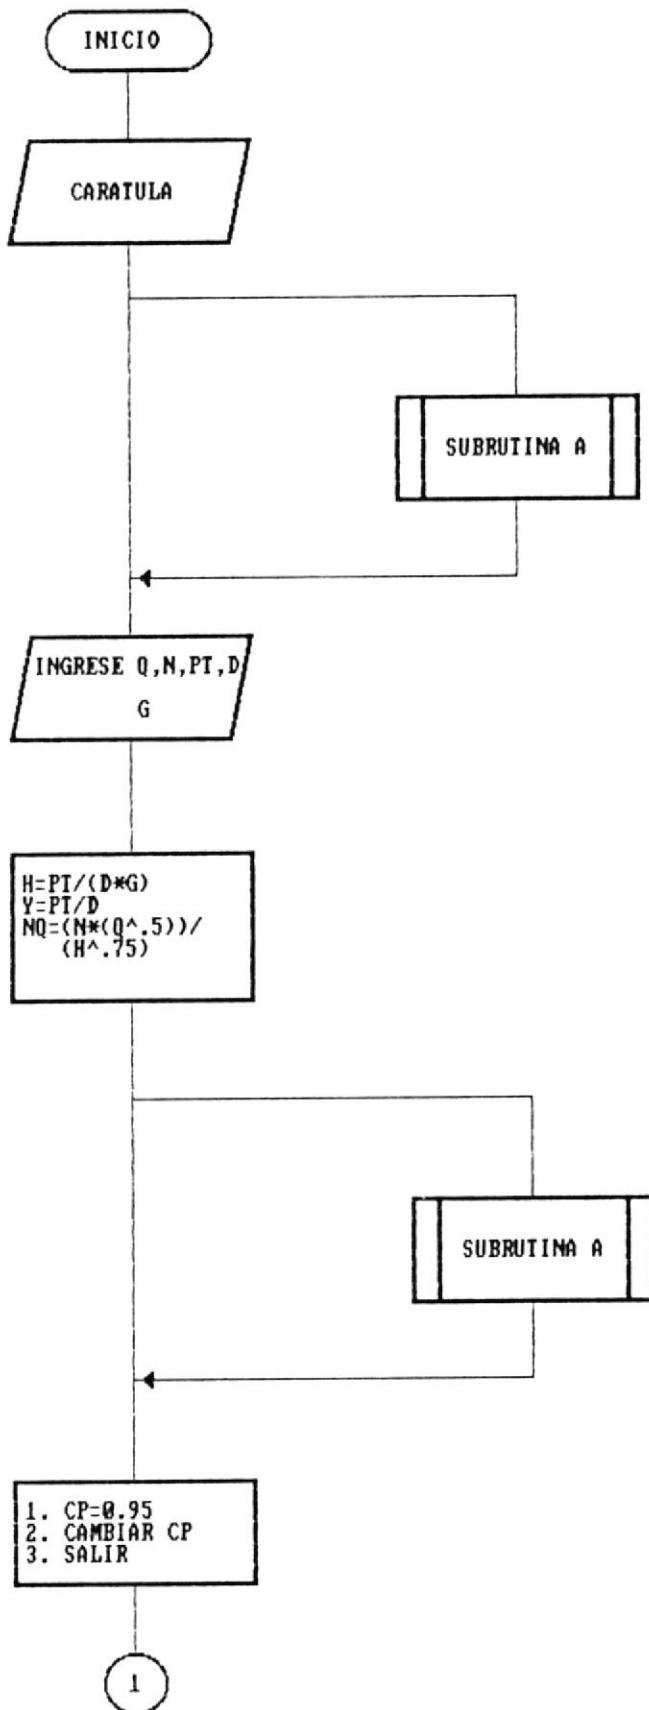 INICIO
CARATULA
SUBRUTINA A
INGRESE Q,N,PT,D
G
H=PT/(D*G)
Y=PT/D
NQ=(N*(Q^.5))/
(H^.75)
SUBRUTINA A
1. CP=0.95
2. CAMBIAR CP
3. SALIR
1